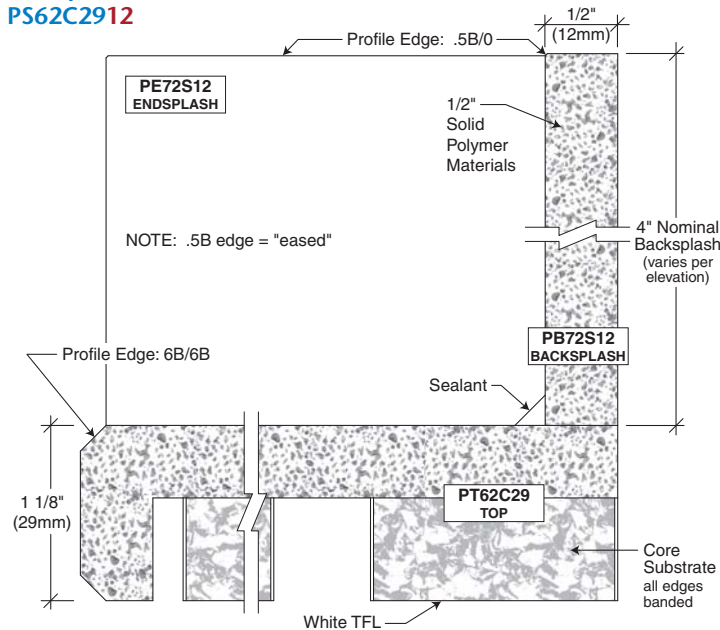 PS62C2912
1/2"
(12mm)
Profile Edge: .5B/0
PE72S12
ENDSPLASH
1/2"
Solid
Polymer
Materials
NOTE: .5B edge = "eased"
4" Nominal
Backsplash
(varies per
elevation)
PB72S12
BACKSPLASH
Profile Edge: 6B/6B
Sealant
1 1/8"
(29mm)
PT62C29
TOP
Core
Substrate
all edges
banded
White TFL